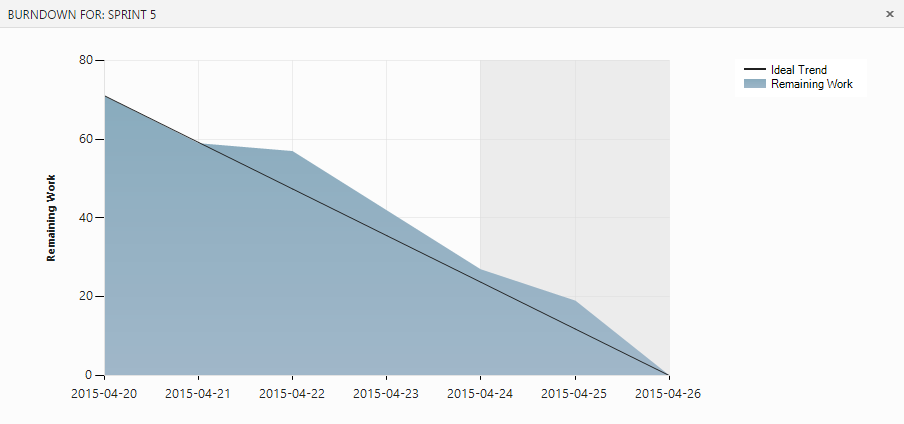 BURNDOWN FOR: SPRINT 5
×
80
60
40
20
0
Remaining Work
2015-04-20 2015-04-21 2015-04-22 2015-04-23 2015-04-24 2015-04-25 2015-04-26
Ideal Trend
Remaining Work